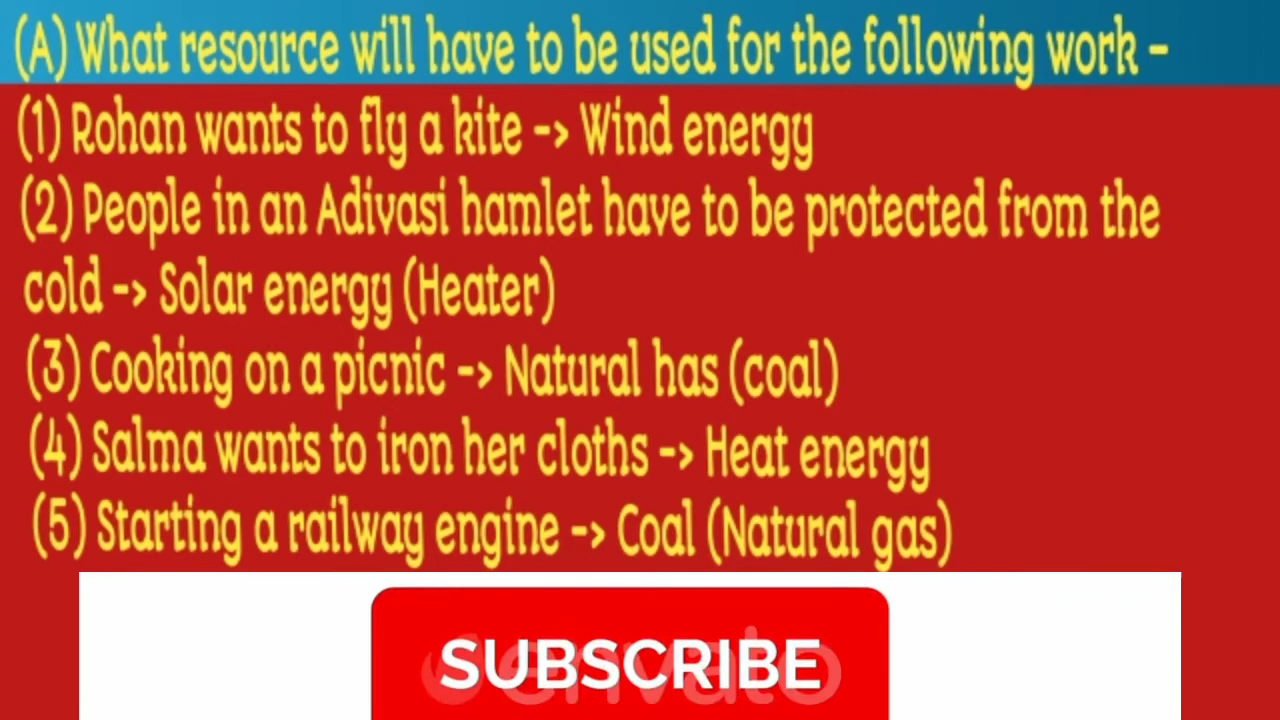 (A) What resource will have to be used for the following work -
(1) Rohan wants to fly a kite -> Wind energy
(2) People in an Adivasi hamlet have to be protected from the
cold -> Solar energy (Heater)
(3) Cooking on a picnic -> Natural has (coal)
(4) Salma wants to iron her cloths -> Heat energy
(5) Starting a railway engine -> Coal (Natural gas)
SUBSCRIBE
envato